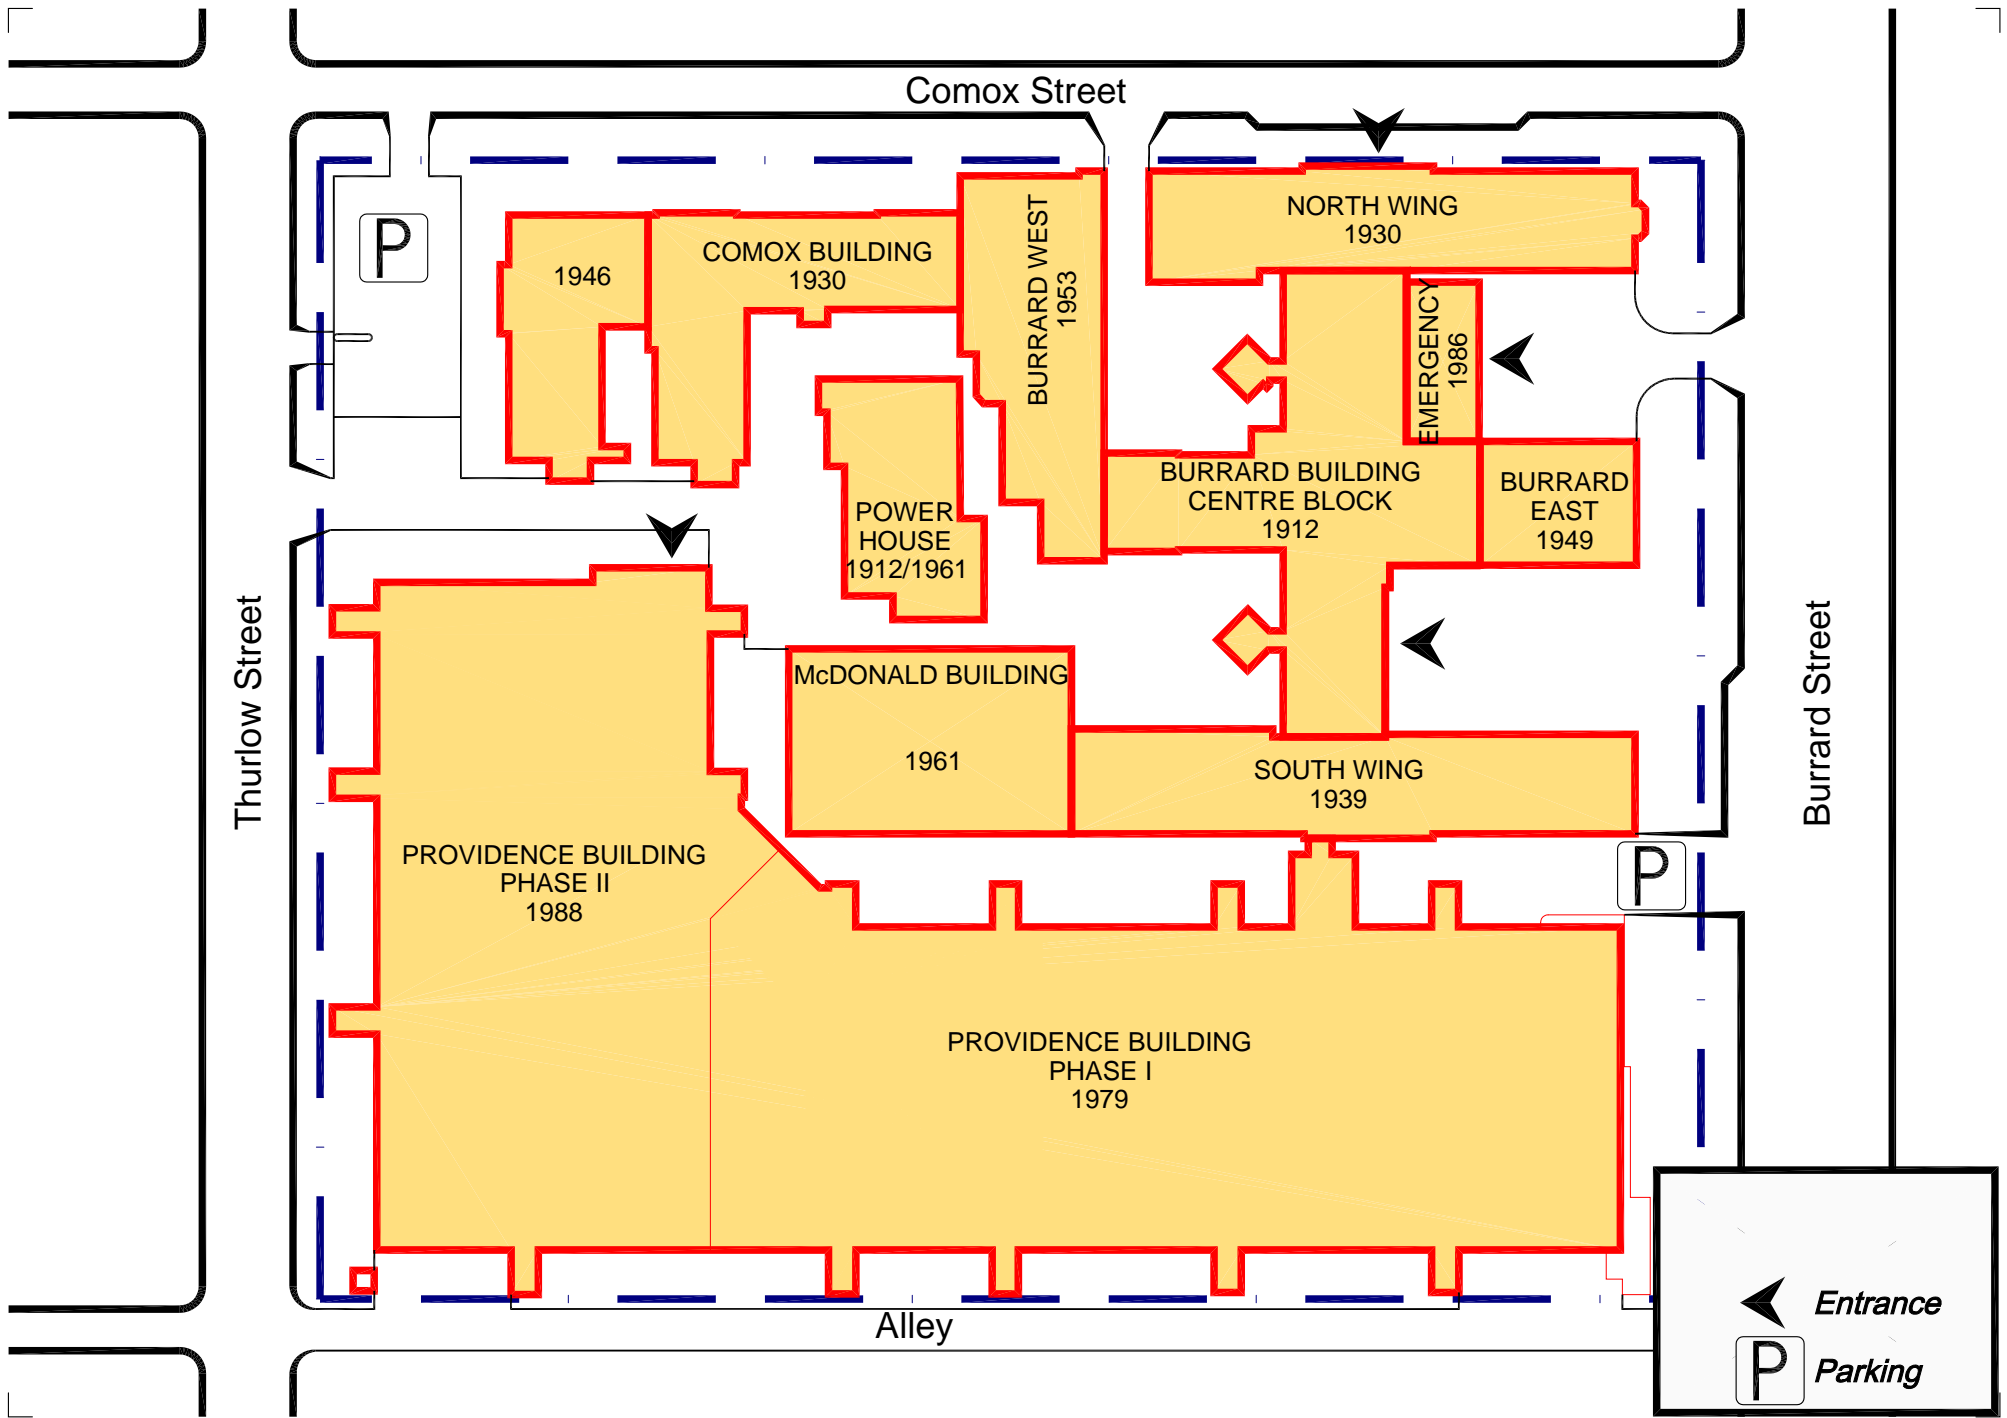 Comox Street
P
1946
COMOX BUILDING
1930
BURRARD WEST
1953
NORTH WING
1930
EMERGENCY
1986
BURRARD BUILDING
CENTRE BLOCK
1912
BURRARD
EAST
1949
POWER
HOUSE
1912/1961
Thurlow Street
Burrard Street
McDONALD BUILDING
1961
SOUTH WING
1939
P
PROVIDENCE BUILDING
PHASE II
1988
PROVIDENCE BUILDING
PHASE I
1979
Alley
Entrance
P Parking